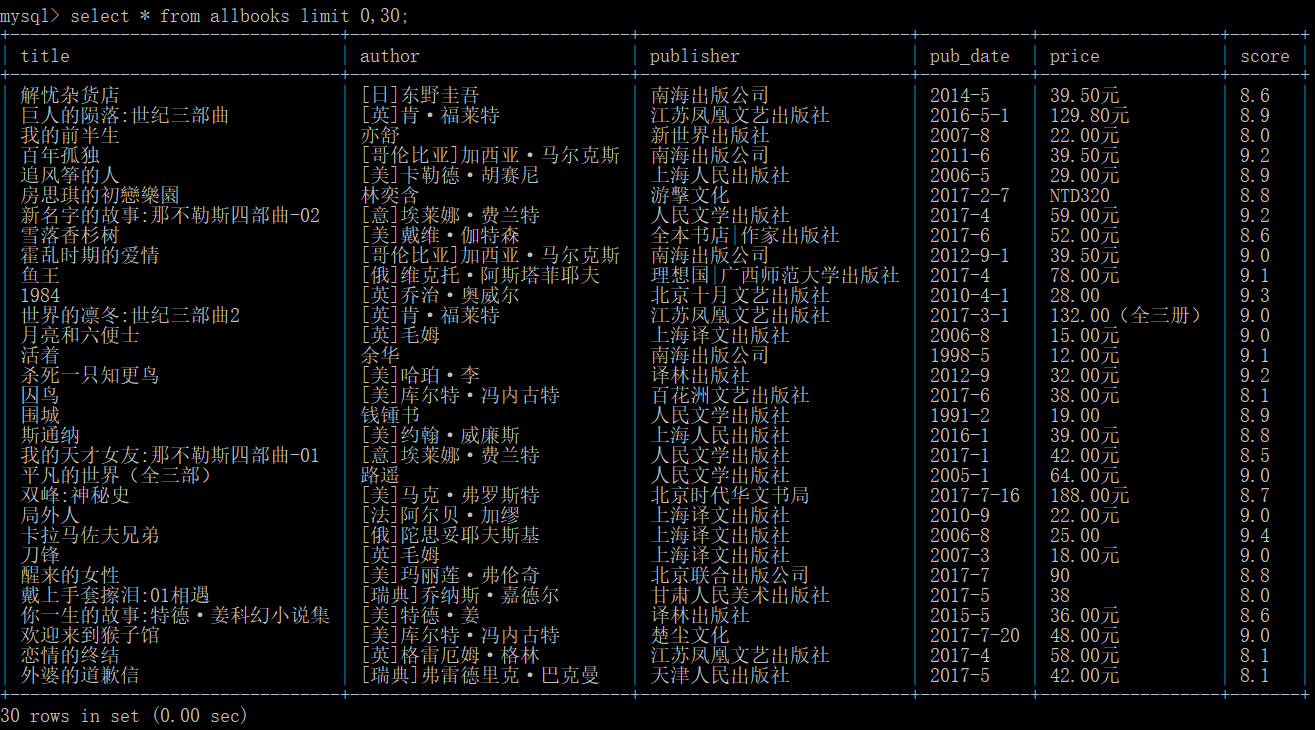 mysql> select * from allbooks limit 0,30;
title | author | publisher | pub_date | price | score
解忧杂货店 | [日]东野圭吾 | 南海出版公司 | 2014-5 | 39.50元 | 8.6
巨人的陨落:世纪三部曲 | [英]肯·福莱特 | 江苏凤凰文艺出版社 | 2016-5-1 | 129.80元 | 8.9
我的前半生 | 亦舒 | 新世界出版社 | 2007-8 | 22.00元 | 8.0
百年孤独 | [哥伦比亚]加西亚·马尔克斯 | 南海出版公司 | 2011-6 | 39.50元 | 9.2
追风筝的人 | [美]卡勒德·胡赛尼 | 上海人民出版社 | 2006-5 | 29.00元 | 8.9
房思琪的初戀樂園 | 林奕含 | 游擊文化 | 2017-2-7 | NTD320 | 8.8
新名字的故事:那不勒斯四部曲-02 | [意]埃莱娜·费兰特 | 人民文学出版社 | 2017-4 | 59.00元 | 9.2
雪落香杉树 | [美]戴维·伽特森 | 全本书店|作家出版社 | 2017-6 | 52.00元 | 8.6
霍乱时期的爱情 | [哥伦比亚]加西亚·马尔克斯 | 南海出版公司 | 2012-9-1 | 39.50元 | 9.0
鱼王 | [俄]维克托·阿斯塔菲耶夫 | 理想国|广西师范大学出版社 | 2017-4 | 78.00元 | 9.1
1984 | [英]乔治·奥威尔 | 北京十月文艺出版社 | 2010-4-1 | 28.00 | 9.3
世界的凛冬:世纪三部曲2 | [英]肯·福莱特 | 江苏凤凰文艺出版社 | 2017-3-1 | 132.00（全三册） | 9.0
月亮和六便士 | [英]毛姆 | 上海译文出版社 | 2006-8 | 15.00元 | 9.0
活着 | 余华 | 南海出版公司 | 1998-5 | 12.00元 | 9.1
杀死一只知更鸟 | [美]哈珀·李 | 译林出版社 | 2012-9 | 32.00元 | 9.2
囚鸟 | [美]库尔特·冯内古特 | 百花洲文艺出版社 | 2017-6 | 38.00元 | 8.1
围城 | 钱锺书 | 人民文学出版社 | 1991-2 | 19.00 | 8.9
斯通纳 | [美]约翰·威廉斯 | 上海人民出版社 | 2016-1 | 39.00元 | 8.8
我的天才女友:那不勒斯四部曲-01 | [意]埃莱娜·费兰特 | 人民文学出版社 | 2017-1 | 42.00元 | 8.5
平凡的世界（全三部） | 路遥 | 人民文学出版社 | 2005-1 | 64.00元 | 9.0
双峰:神秘史 | [美]马克·弗罗斯特 | 北京时代华文书局 | 2017-7-16 | 188.00元 | 8.7
局外人 | [法]阿尔贝·加缪 | 上海译文出版社 | 2010-9 | 22.00元 | 9.0
卡拉马佐夫兄弟 | [俄]陀思妥耶夫斯基 | 上海译文出版社 | 2006-8 | 25.00 | 9.4
刀锋 | [英]毛姆 | 上海译文出版社 | 2007-3 | 18.00元 | 9.0
醒来的女性 | [美]玛丽莲·弗伦奇 | 北京联合出版公司 | 2017-7 | 90 | 8.8
戴上手套擦泪:01相遇 | [瑞典]乔纳斯·嘉德尔 | 甘肃人民美术出版社 | 2017-5 | 38 | 8.0
你一生的故事:特德·姜科幻小说集 | [美]特德·姜 | 译林出版社 | 2015-5 | 36.00元 | 8.6
欢迎来到猴子馆 | [美]库尔特·冯内古特 | 楚尘文化 | 2017-7-20 | 48.00元 | 9.0
恋情的终结 | [英]格雷厄姆·格林 | 江苏凤凰文艺出版社 | 2017-4 | 58.00元 | 8.1
外婆的道歉信 | [瑞典]弗雷德里克·巴克曼 | 天津人民出版社 | 2017-5 | 42.00元 | 8.1
30 rows in set (0.00 sec)